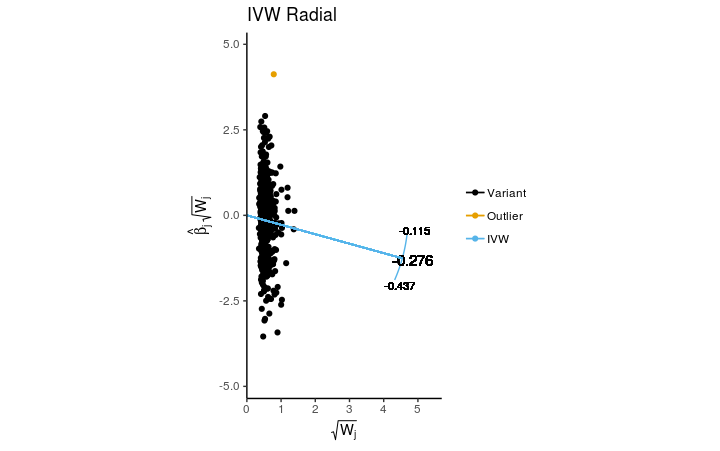 IVW Radial
5.0
2.5
0.0
-2.5
-5.0
β̂j√Wj
-0.115
-0.276
-0.437
Variant
Outlier
IVW
0 1 2 3 4 5
√Wj